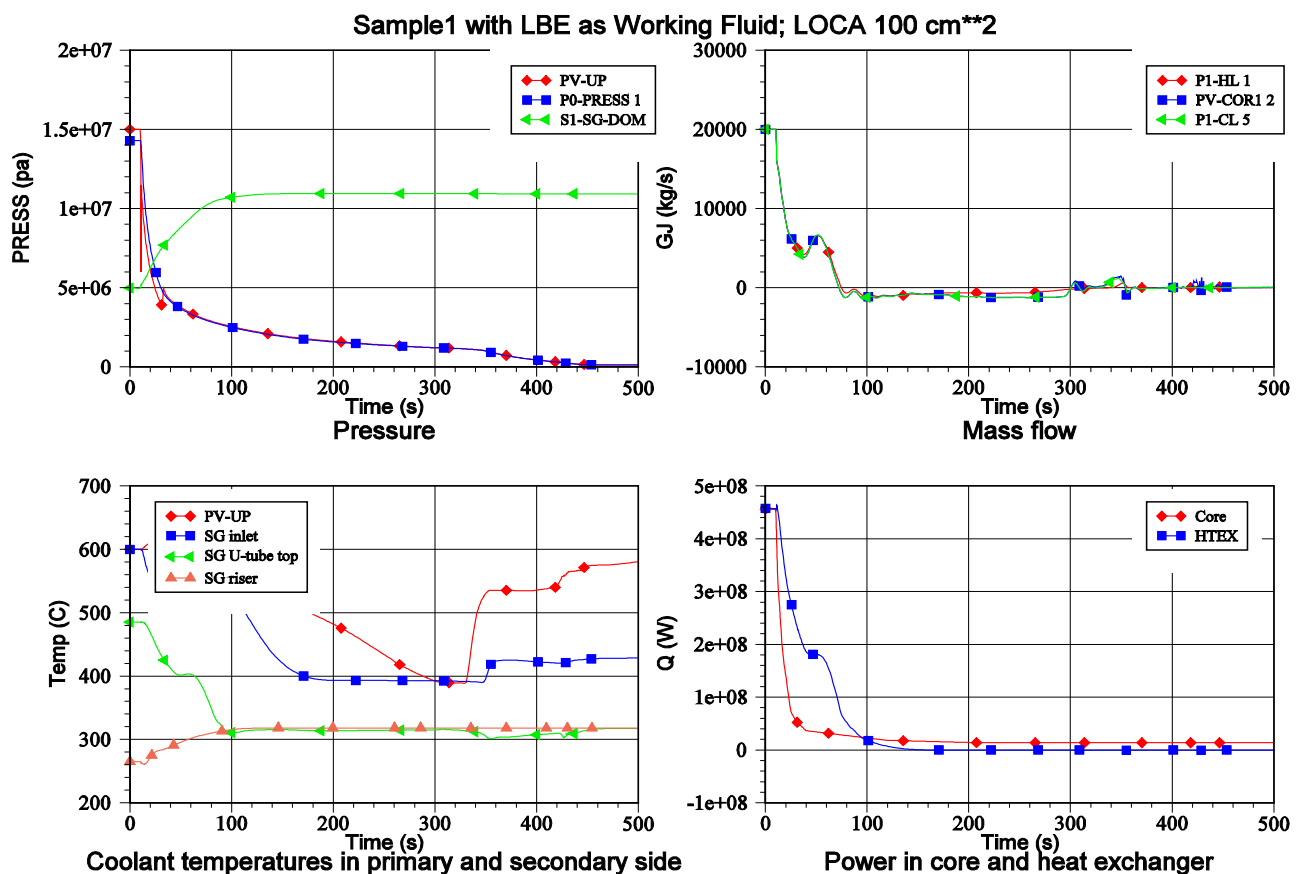 Sample1 with LBE as Working Fluid; LOCA 100 cm**2
2e+07
1.5e+07
1e+07
5e+06
0
PRESS (pa)
PV-UP
P0-PRESS 1
S1-SG-DOM
0 100 200 300 400 500
Time (s)
Pressure
30000
20000
10000
0
-10000
GJ (kg/s)
P1-HL 1
PV-COR1 2
P1-CL 5
0 100 200 300 400 500
Time (s)
Mass flow
700
600
500
400
300
200
Temp (C)
PV-UP
SG inlet
SG U-tube top
SG riser
0 100 200 300 400 500
Time (s)
Coolant temperatures in primary and secondary side
5e+08
4e+08
3e+08
2e+08
1e+08
0
-1e+08
Q (W)
Core
HTEX
0 100 200 300 400 500
Time (s)
Power in core and heat exchanger